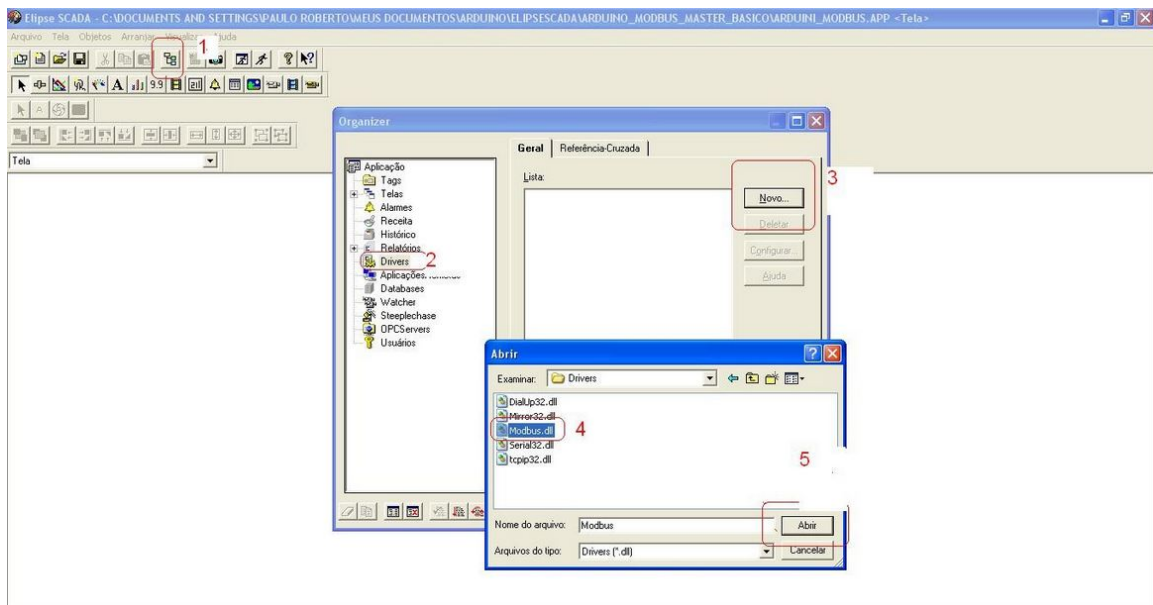 Elipse SCADA - C:\DOCUMENTS AND SETTINGS\PAULO ROBERTO\MEUS DOCUMENTOS\ARDUINO\ELIPSESCADA\ARDUINO_MODBUS_MASTER_BASICO\ARDUINI_MODBUS.APP <Tela>
Arquivo Tela Objetos Arranjar Ajuda
1
Tela
Organizer
Geral Referência-Cruzada
Aplicação
Tags
Telas
Alarmes
Receita
Histórico
Relatórios
Drivers
2
Aplicações
Databases
Watcher
Steeplechase
OPCServers
Usuários
Lista:
Novo...
3
Deletar
Configurar...
Ajuda
Abrir
Examinar: Drivers
DialUp32.dll
Mirror32.dll
Modbus.dll
4
Serial32.dll
tcpip32.dll
5
Nome do arquivo: Modbus Abrir
Arquivos do tipo: Drivers (*.dll) Cancelar